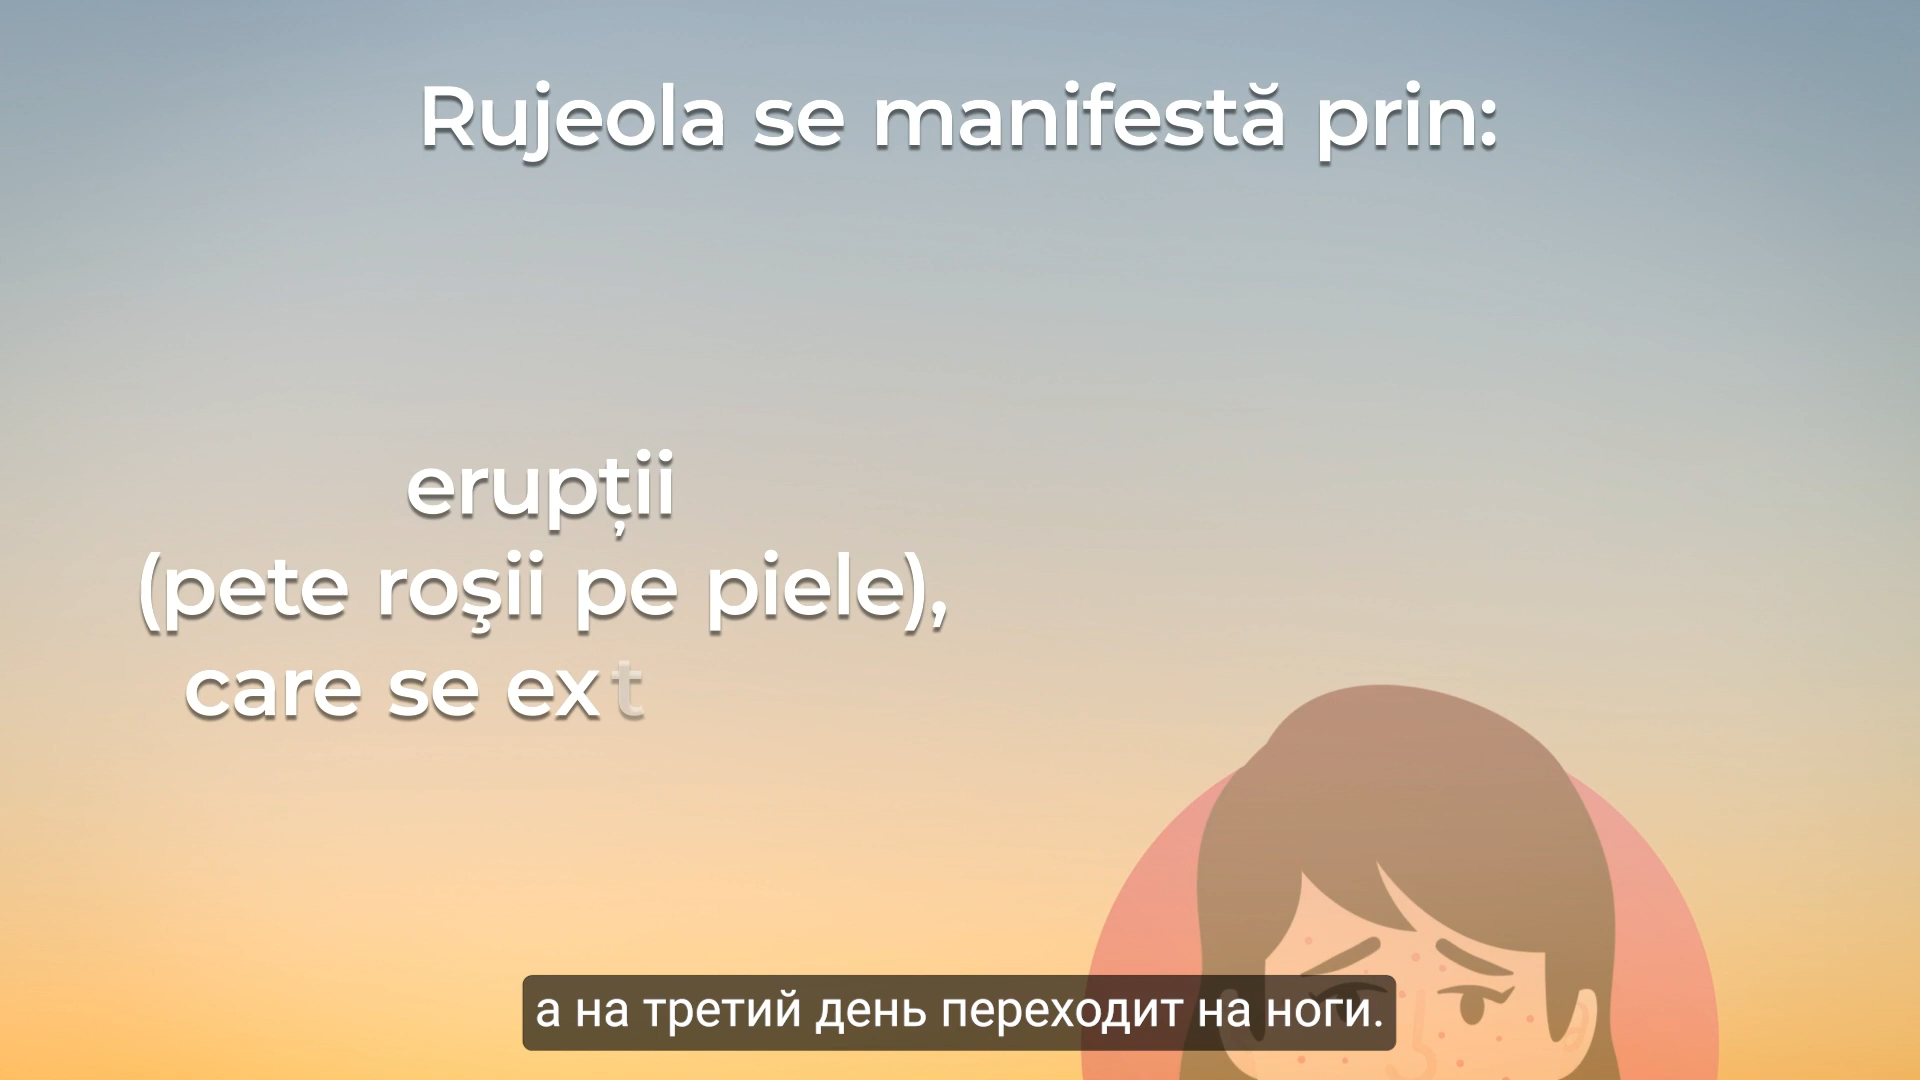 Rujeola se manifestă prin:
erupții
(pete roşii pe piele),
care se ext
а на третий день переходит на ноги.